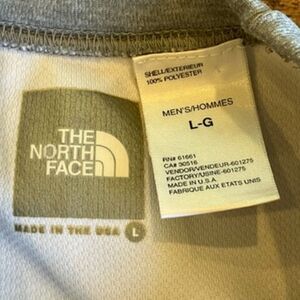 SHELL/EXTERIEUR
100% POLYESTER
MEN'S/HOMMES
L-G
RN# 61661
CA# 30516
VENDOR/VENDEUR-601275
FACTORY/USINE-601275
MADE IN U.S.A.
FABRIQUE AUX ETATS UNIS
THE
NORTH
FACE
MADE IN THE USA L